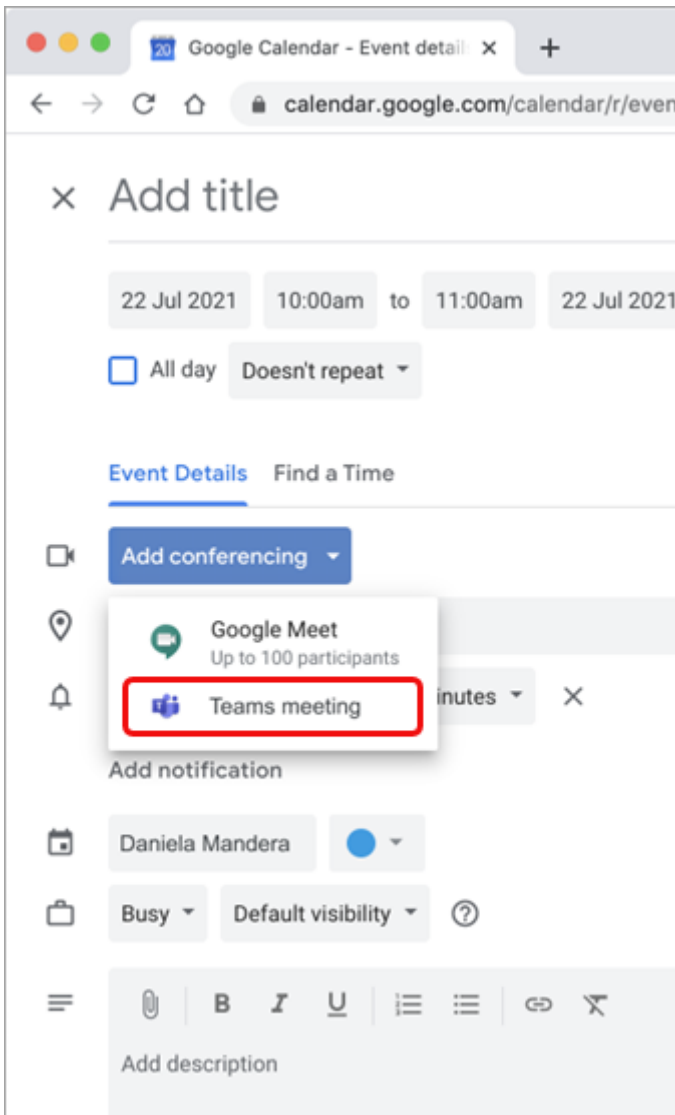 20 Google Calendar - Event detail
calendar.google.com/calendar/r/even
Add title
22 Jul 2021 10:00am to 11:00am 22 Jul 2021
All day Doesn't repeat
Event Details Find a Time
Add conferencing
Google Meet
Up to 100 participants
Teams meeting
inutes
Add notification
Daniela Mandera
Busy Default visibility ?
B I U
Add description